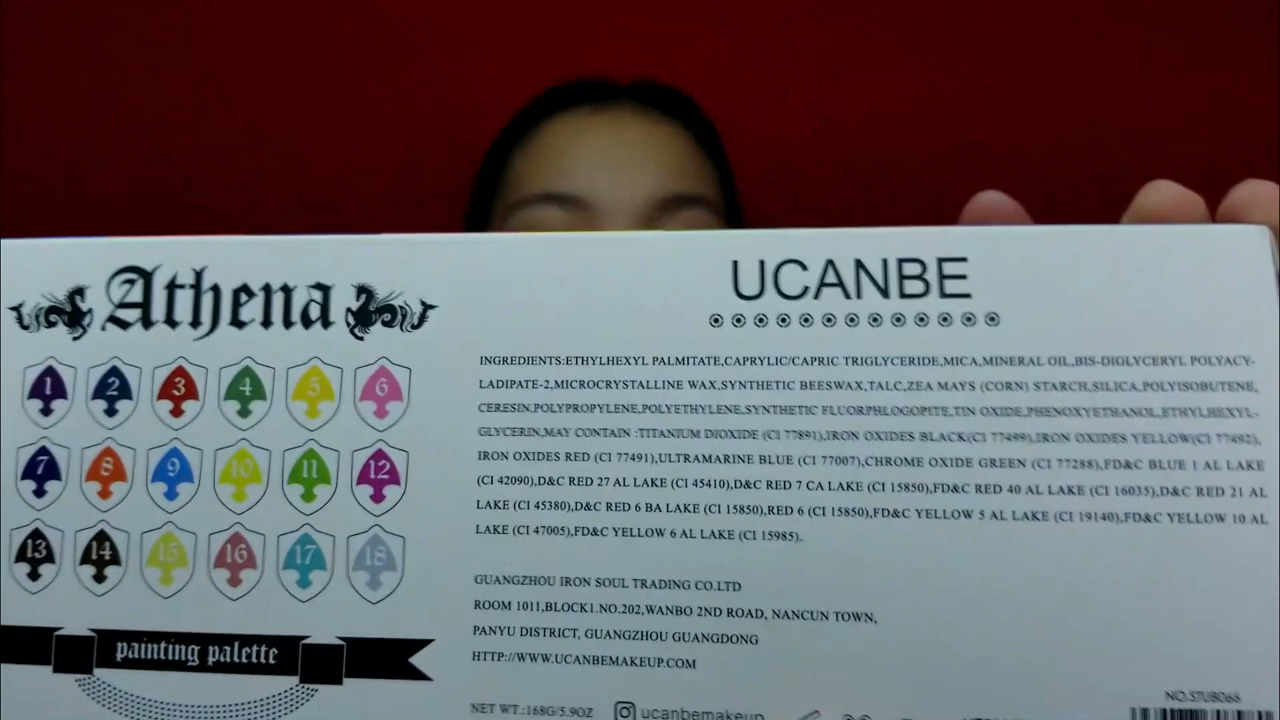 Athena
UCANBE
1 2 3 4 5 6
7 8 9 10 11 12
13 14 15 16 17 18
painting palette
INGREDIENTS:ETHYLHEXYL PALMITATE,CAPRYLIC/CAPRIC TRIGLYCERIDE,MICA,MINERAL OIL,BIS-DIGLYCERYL POLYACY-
LADIPATE-2,MICROCRYSTALLINE WAX,SYNTHETIC BEESWAX,TALC,ZEA MAYS (CORN) STARCH,SILICA,POLYISOBUTENE,
CERESIN,POLYPROPYLENE,POLYETHYLENE,SYNTHETIC FLUORPHLOGOPITE,TIN OXIDE,PHENOXYETHANOL,ETHYLHEXYL-
GLYCERIN,MAY CONTAIN :TITANIUM DIOXIDE (CI 77891),IRON OXIDES BLACK(CI 77499),IRON OXIDES YELLOW(CI 77492),
IRON OXIDES RED (CI 77491),ULTRAMARINE BLUE (CI 77007),CHROME OXIDE GREEN (CI 77288),FD&C BLUE 1 AL LAKE
(CI 42090),D&C RED 27 AL LAKE (CI 45410),D&C RED 7 CA LAKE (CI 15850),FD&C RED 40 AL LAKE (CI 16035),D&C RED 21 AL
LAKE (CI 45380),D&C RED 6 BA LAKE (CI 15850),RED 6 (CI 15850),FD&C YELLOW 5 AL LAKE (CI 19140),FD&C YELLOW 10 AL
LAKE (CI 47005),FD&C YELLOW 6 AL LAKE (CI 15985).
GUANGZHOU IRON SOUL TRADING CO.LTD
ROOM 1011,BLOCK1.NO.202,WANBO 2ND ROAD, NANCUN TOWN,
PANYU DISTRICT, GUANGZHOU GUANGDONG
HTTP://WWW.UCANBEMAKEUP.COM
NO.STUB066
NET WT.:168G/5.9OZ ucanbemakeup